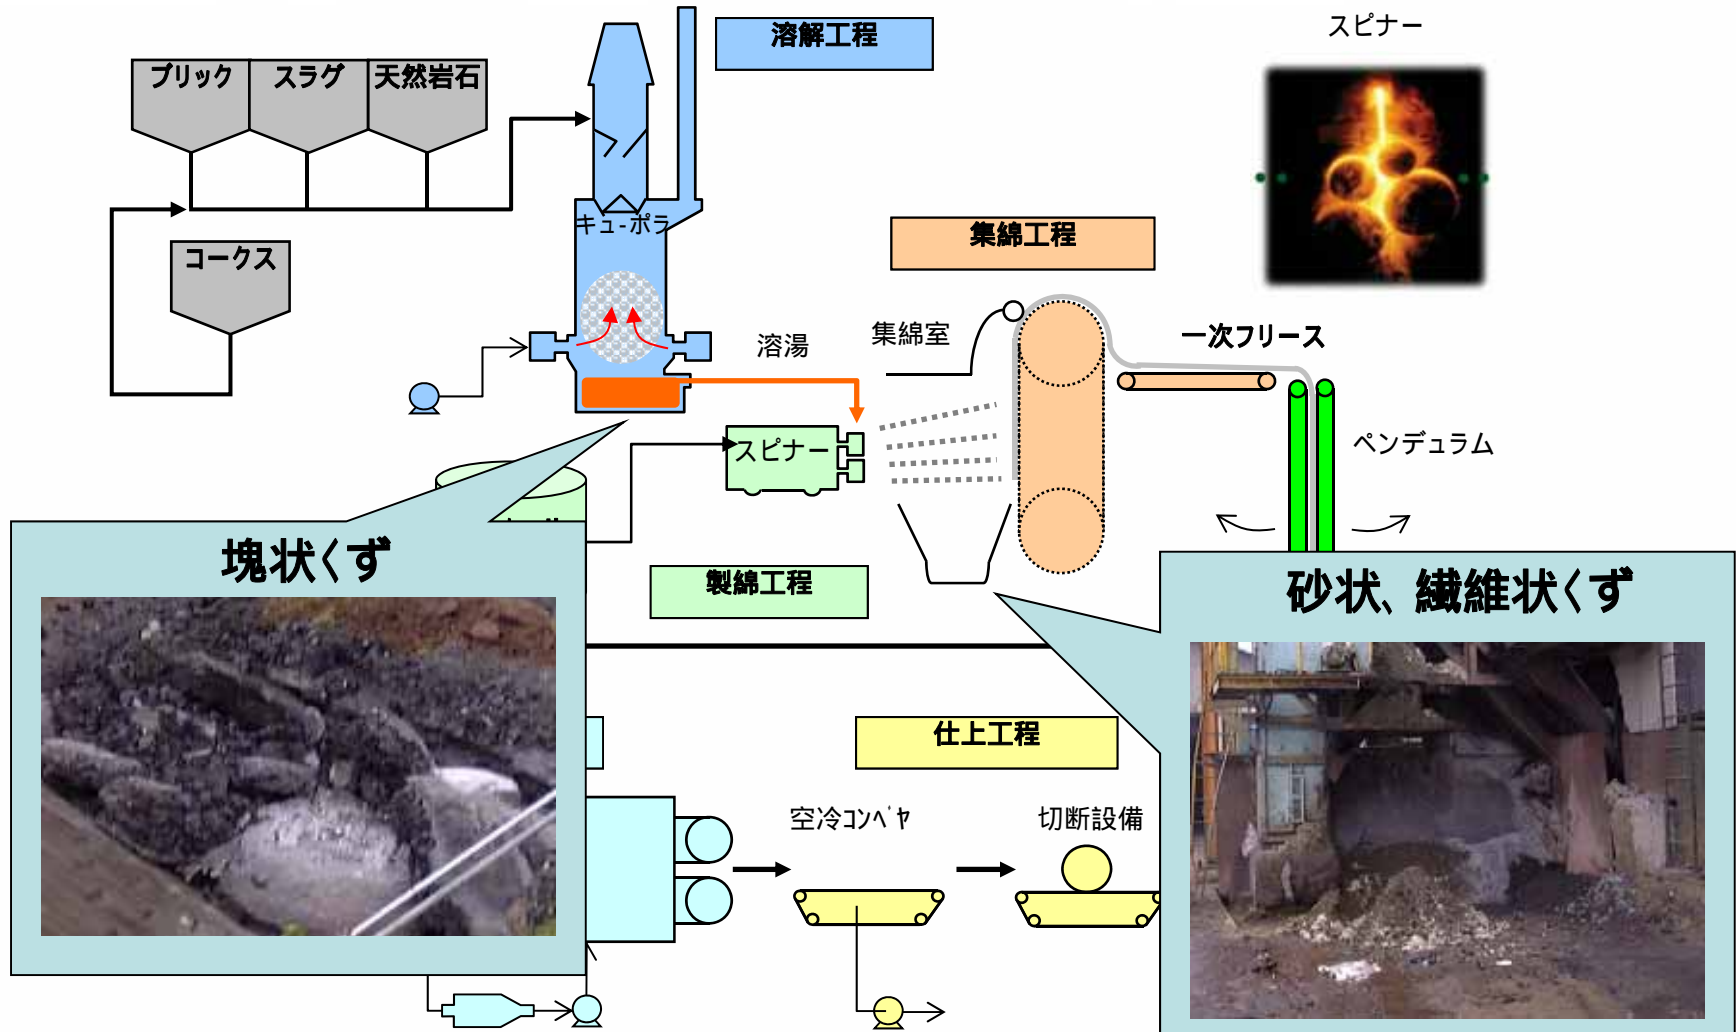 溶解工程
スピナー
ブリック
スラグ
天然岩石
キュ-ポラ
集綿工程
コークス
溶湯
集綿室
一次フリース
スピナー
ペンデュラム
塊状くず
製綿工程
砂状、繊維状くず
仕上工程
空冷コンベヤ
切断設備